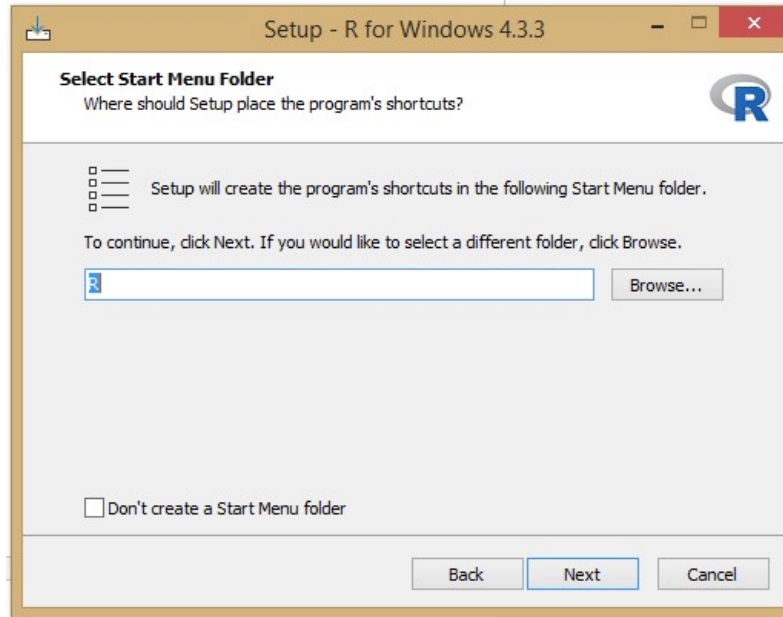 Setup - R for Windows 4.3.3
Select Start Menu Folder
Where should Setup place the program's shortcuts?
R
Setup will create the program's shortcuts in the following Start Menu folder.
To continue, click Next. If you would like to select a different folder, click Browse.
R
Browse...
Don't create a Start Menu folder
Back
Next
Cancel